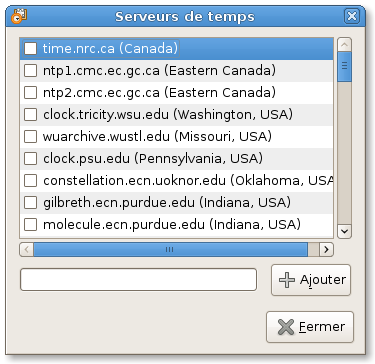 Serveurs de temps
time.nrc.ca (Canada)
ntp1.cmc.ec.gc.ca (Eastern Canada)
ntp2.cmc.ec.gc.ca (Eastern Canada)
clock.tricity.wsu.edu (Washington, USA)
wuarchive.wustl.edu (Missouri, USA)
clock.psu.edu (Pennsylvania, USA)
constellation.ecn.uoknor.edu (Oklahoma, USA
gilbreth.ecn.purdue.edu (Indiana, USA)
molecule.ecn.purdue.edu (Indiana, USA)
Ajouter
Fermer